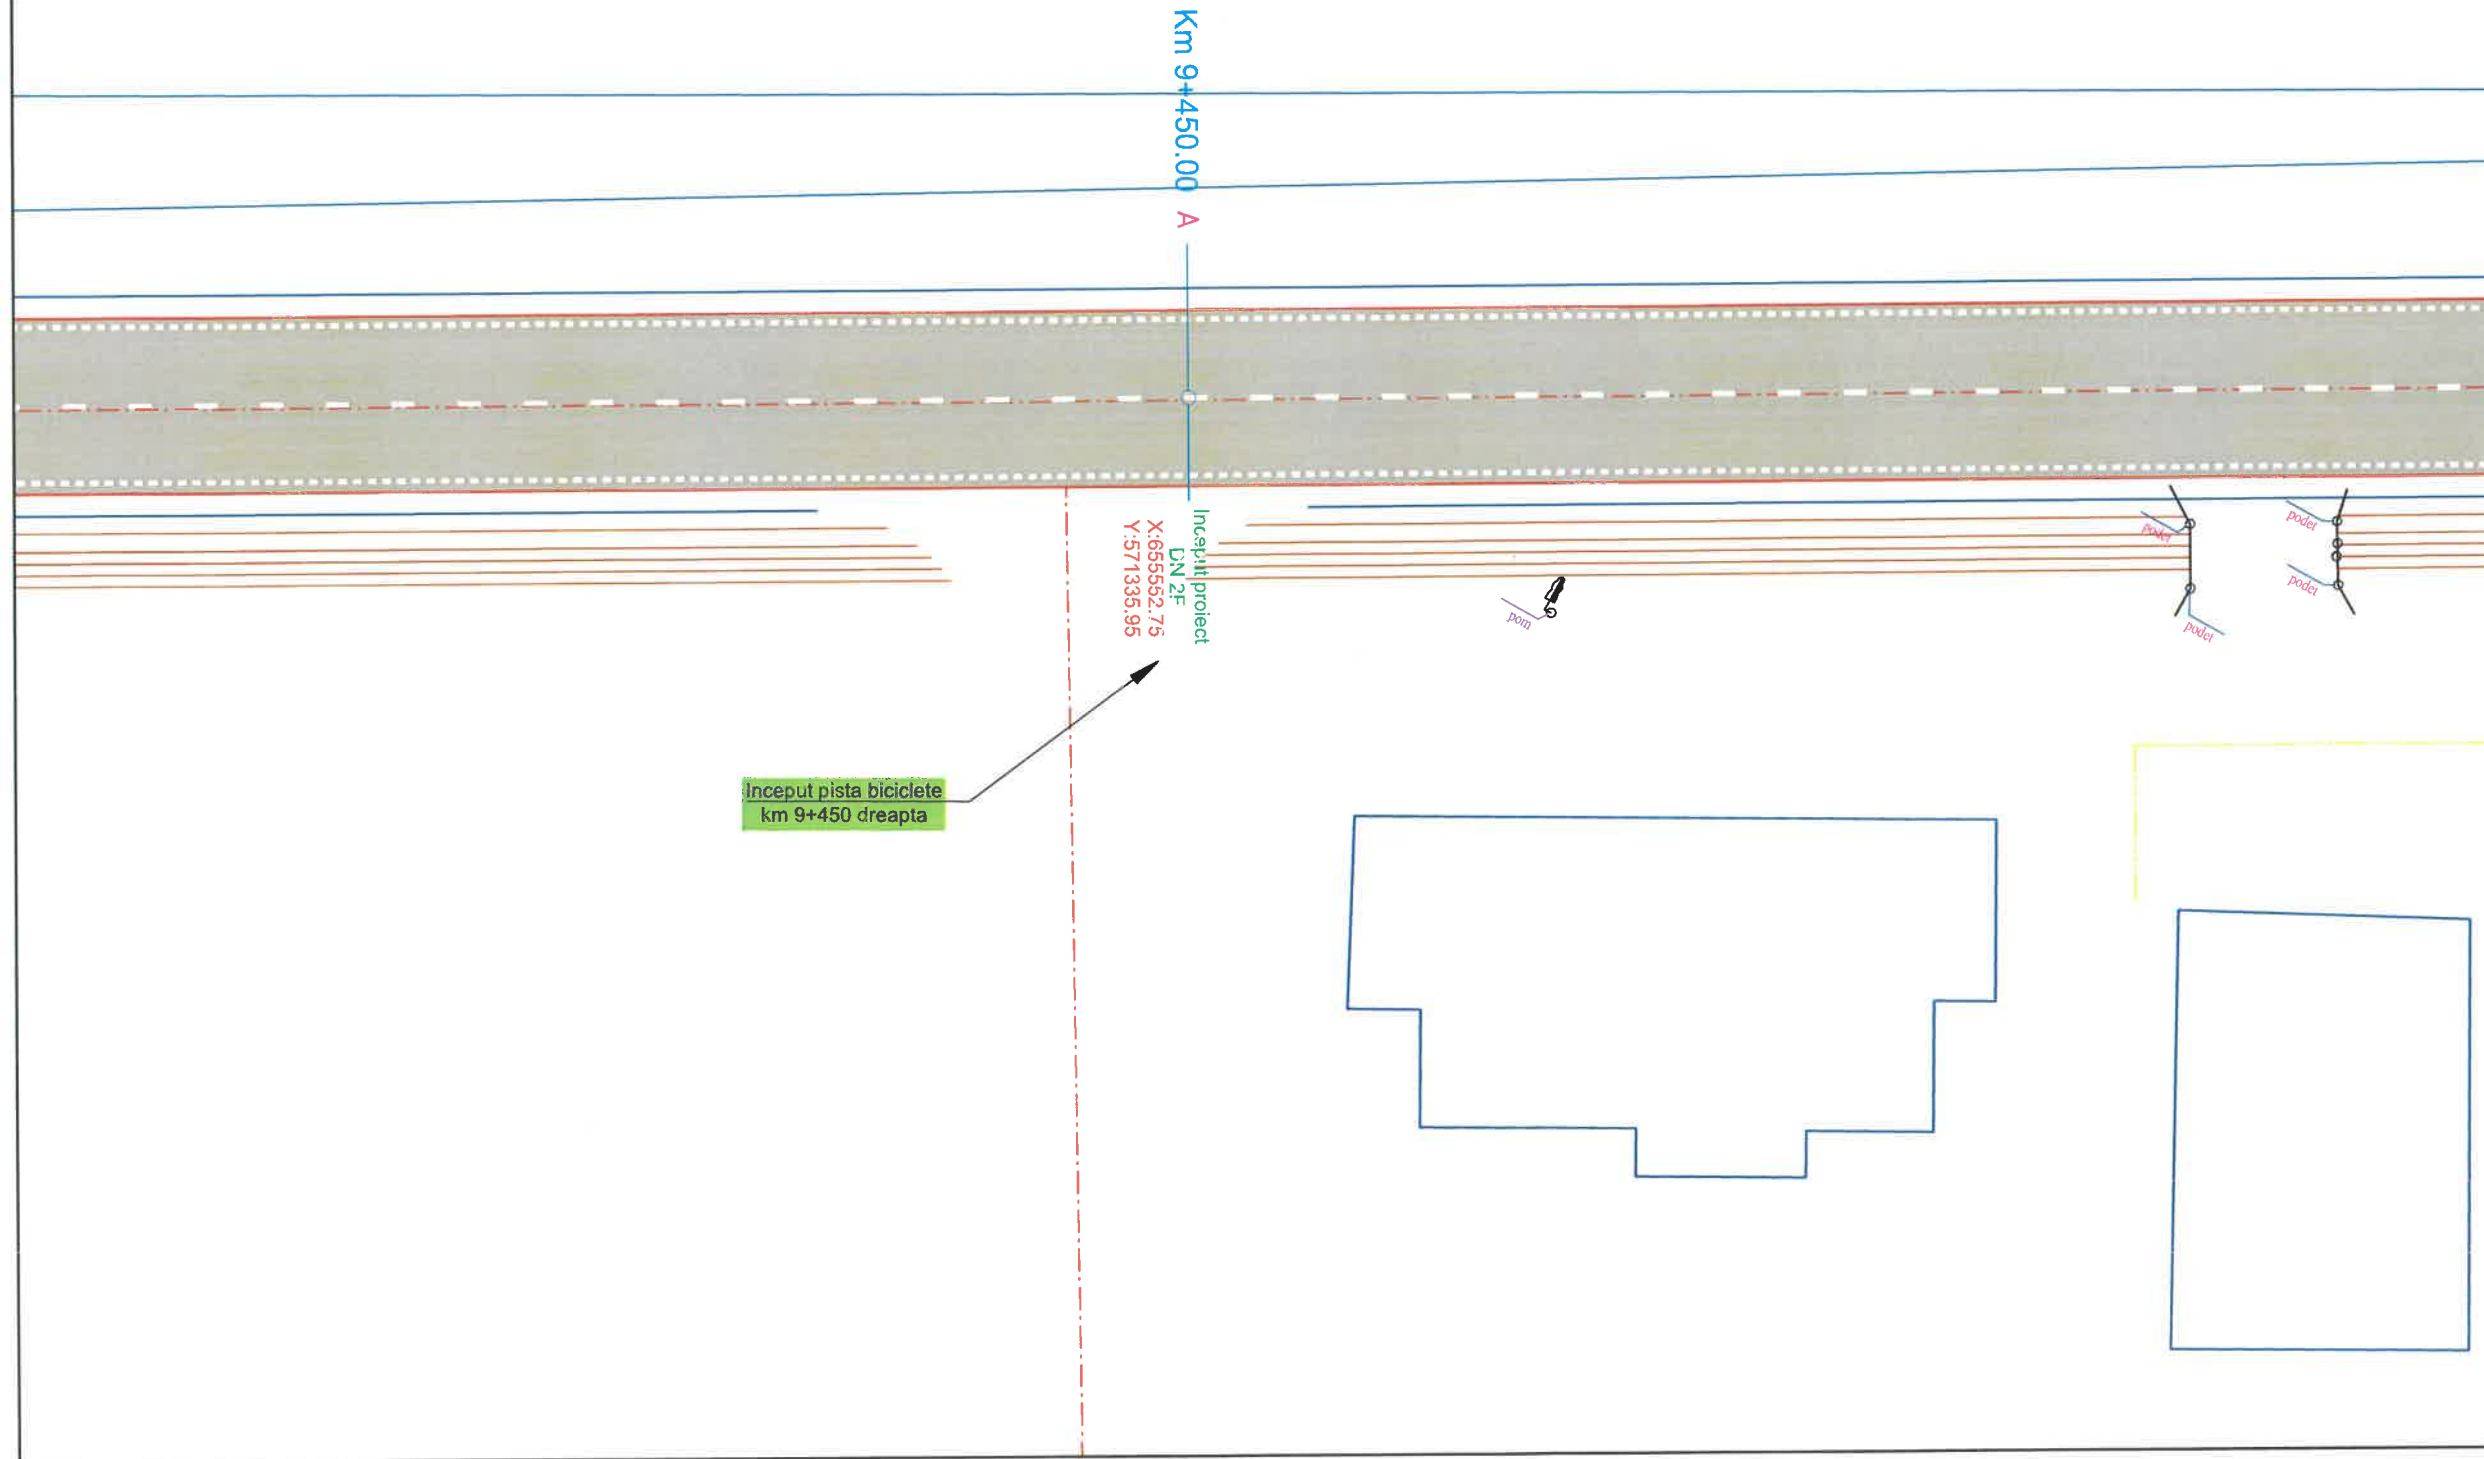 Km 9+450.00 A
Inceput proiect
DN 2F
X:655552.75
Y:571335.95
podet
podet
podet
podet
pom
Inceput pista biciclete
km 9+450 dreapta